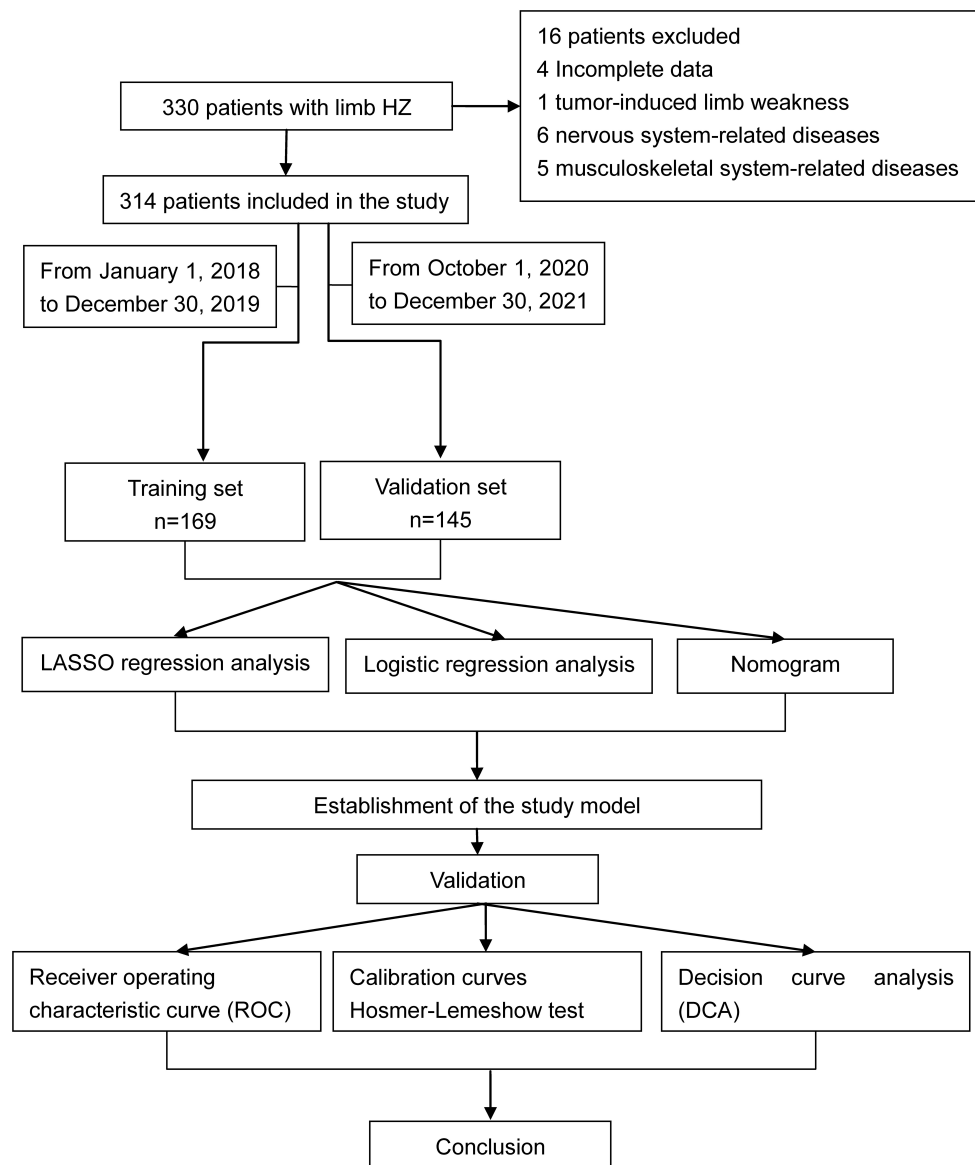 16 patients excluded
4 Incomplete data
1 tumor-induced limb weakness
6 nervous system-related diseases
5 musculoskeletal system-related diseases
330 patients with limb HZ
314 patients included in the study
From January 1, 2018
to December 30, 2019
From October 1, 2020
to December 30, 2021
Training set
n=169
Validation set
n=145
LASSO regression analysis
Logistic regression analysis
Nomogram
Establishment of the study model
Validation
Receiver operating
characteristic curve (ROC)
Calibration curves
Hosmer-Lemeshow test
Decision curve analysis
(DCA)
Conclusion